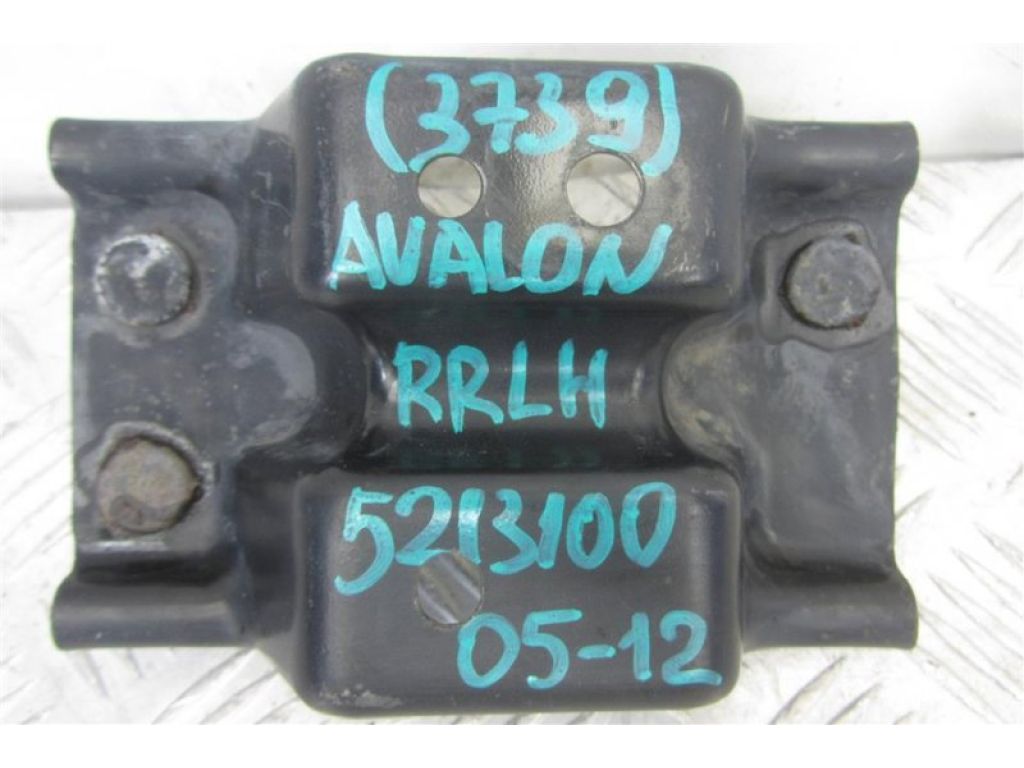 (3739)
AVALON
RRLH
5213100
05-12